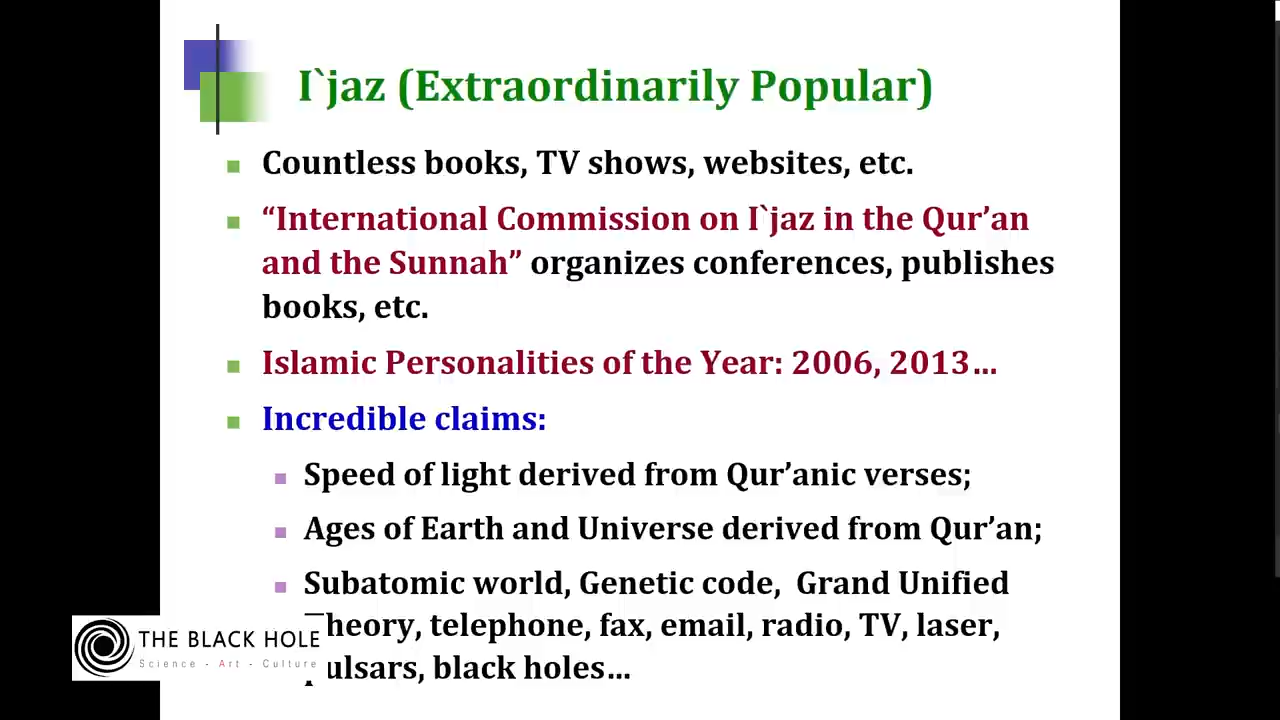 I`jaz (Extraordinarily Popular)
Countless books, TV shows, websites, etc.
“International Commission on I`jaz in the Qur’an
and the Sunnah” organizes conferences, publishes
books, etc.
Islamic Personalities of the Year: 2006, 2013…
Incredible claims:
Speed of light derived from Qur’anic verses;
Ages of Earth and Universe derived from Qur’an;
Subatomic world, Genetic code, Grand Unified
Theory, telephone, fax, email, radio, TV, laser,
pulsars, black holes…
THE BLACK HOLE
Science - Art - Culture